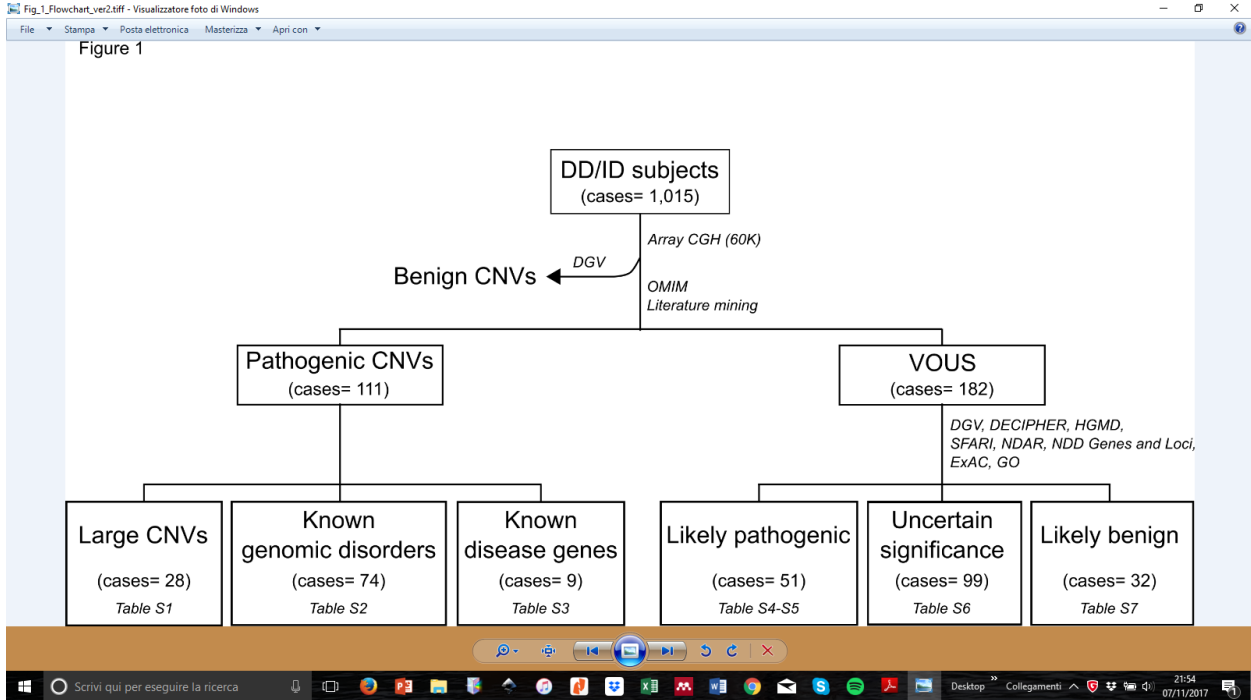 Fig_1_Flowchart_ver2.tiff - Visualizzatore foto di Windows
File Stampa Posta elettronica Masterizza Apri con
Figure 1
DD/ID subjects
(cases= 1,015)
Array CGH (60K)
DGV
Benign CNVs
OMIM
Literature mining
Pathogenic CNVs
(cases= 111)
VOUS
(cases= 182)
DGV, DECIPHER, HGMD,
SFARI, NDAR, NDD Genes and Loci,
ExAC, GO
Large CNVs
(cases= 28)
Table S1
Known
genomic disorders
(cases= 74)
Table S2
Known
disease genes
(cases= 9)
Table S3
Likely pathogenic
(cases= 51)
Table S4-S5
Uncertain
significance
(cases= 99)
Table S6
Likely benign
(cases= 32)
Table S7
Scrivi qui per eseguire la ricerca
Desktop
Collegamenti
21:54
07/11/2017